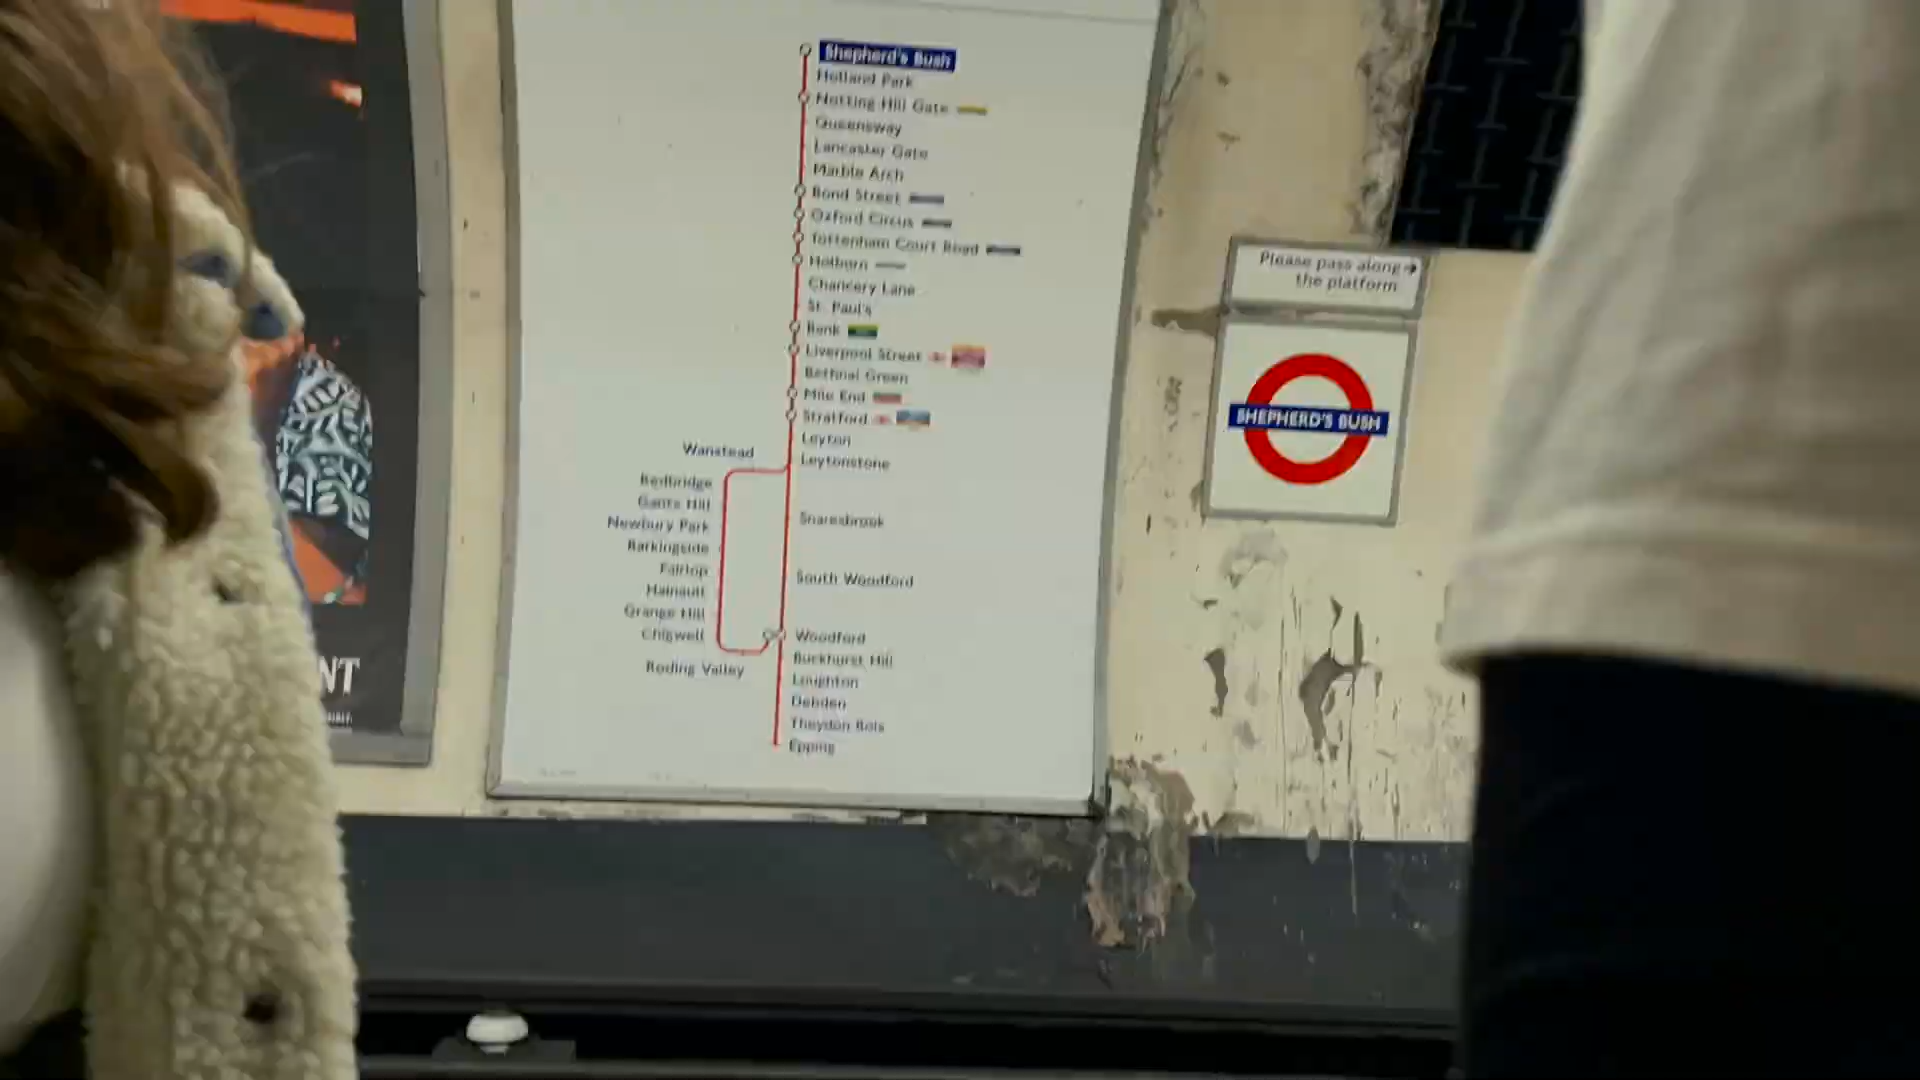 Shepherd's Bush
Holland Park
Notting Hill Gate
Queensway
Lancaster Gate
Marble Arch
Bond Street
Oxford Circus
Tottenham Court Road
Holborn
Chancery Lane
St. Paul's
Bank
Liverpool Street
Bethnal Green
Mile End
Stratford
Leyton
Leytonstone
Wanstead
Redbridge
Gants Hill
Newbury Park
Barkingside
Fairlop
Hainault
Grange Hill
Chigwell
Roding Valley
Snaresbrook
South Woodford
Woodford
Buckhurst Hill
Loughton
Debden
Theydon Bois
Epping
Please pass along →
the platform
SHEPHERD'S BUSH
NT